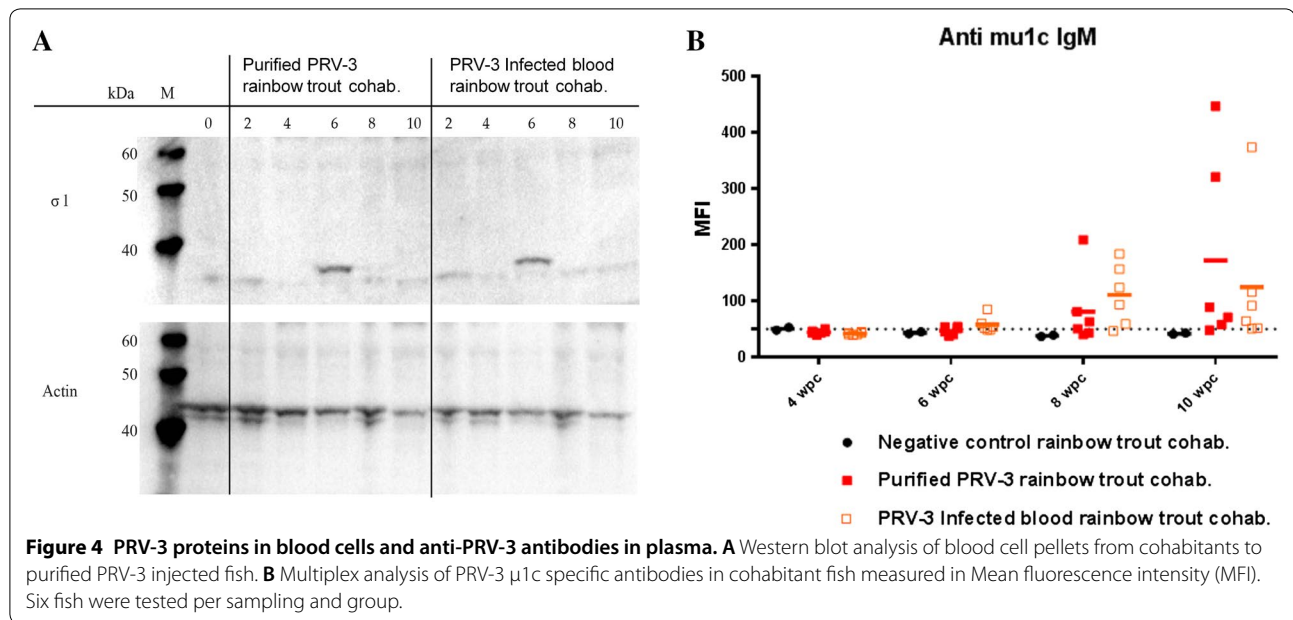 A
Purified PRV-3
rainbow trout cohab.
PRV-3 Infected blood
rainbow trout cohab.
kDa M
0 2 4 6 8 10 2 4 6 8 10
60
50
40
σ 1
60
50
40
Actin
B
Anti mu1c IgM
MFI
500
400
300
200
100
0
4 wpc
6 wpc
8 wpc
10 wpc
Negative control rainbow trout cohab.
Purified PRV-3 rainbow trout cohab.
PRV-3 Infected blood rainbow trout cohab.
Figure 4 PRV-3 proteins in blood cells and anti-PRV-3 antibodies in plasma. A Western blot analysis of blood cell pellets from cohabitants to
purified PRV-3 injected fish. B Multiplex analysis of PRV-3 µ1c specific antibodies in cohabitant fish measured in Mean fluorescence intensity (MFI).
Six fish were tested per sampling and group.